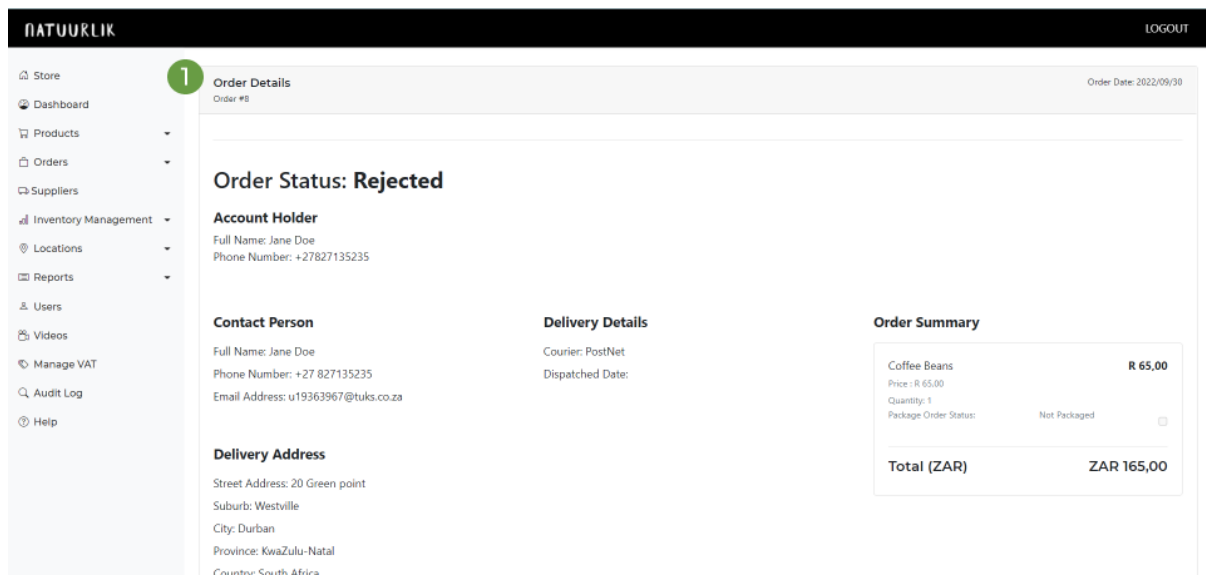 NATUURLIK
LOGOUT
Store
Dashboard
Products
Orders
Suppliers
Inventory Management
Locations
Reports
Users
Videos
Manage VAT
Audit Log
Help
1
Order Details
Order #8
Order Date: 2022/09/30
Order Status: Rejected
Account Holder
Full Name: Jane Doe
Phone Number: +27827135235
Contact Person
Full Name: Jane Doe
Phone Number: +27 827135235
Email Address: u19363967@tuks.co.za
Delivery Details
Courier: PostNet
Dispatched Date:
Order Summary
Coffee Beans R 65,00
Price : R 65.00
Quantity: 1
Package Order Status: Not Packaged
Total (ZAR) ZAR 165,00
Delivery Address
Street Address: 20 Green point
Suburb: Westville
City: Durban
Province: KwaZulu-Natal
Country: South Africa